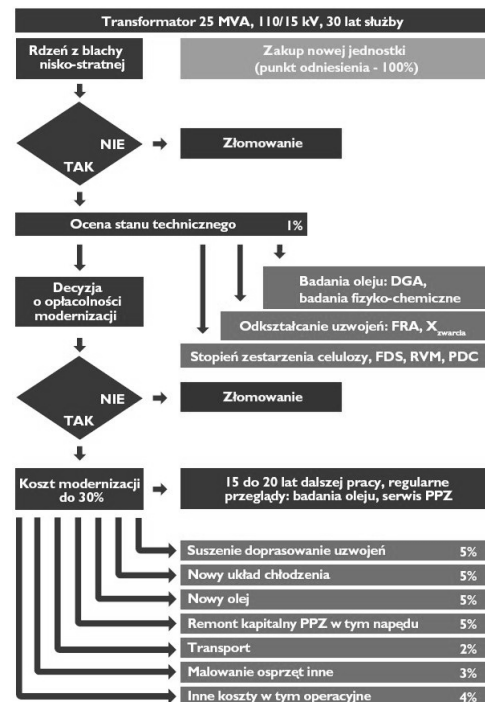 Transformator 25 MVA, 110/15 kV, 30 lat służby
Rdzeń z blachy
nisko-stratnej
Zakup nowej jednostki
(punkt odniesienia - 100%)
NIE
TAK
Złomowanie
Ocena stanu technicznego 1%
Decyzja
o opłacolności
modernizacji
Badania oleju: DGA,
badania fizyko-chemiczne
Odkształcanie uzwojeń: FRA, Xzwarcia
Stopień zestarzenia celulozy, FDS, RVM, PDC
NIE
TAK
Złomowanie
Koszt modernizacji
do 30%
15 do 20 lat dalszej pracy, regularne
przeglądy: badania oleju, serwis PPZ
Suszenie doprasowanie uzwojeń 5%
Nowy układ chłodzenia 5%
Nowy olej 5%
Remont kapitalny PPZ w tym napędu 5%
Transport 2%
Malowanie osprzęt inne 3%
Inne koszty w tym operacyjne 4%